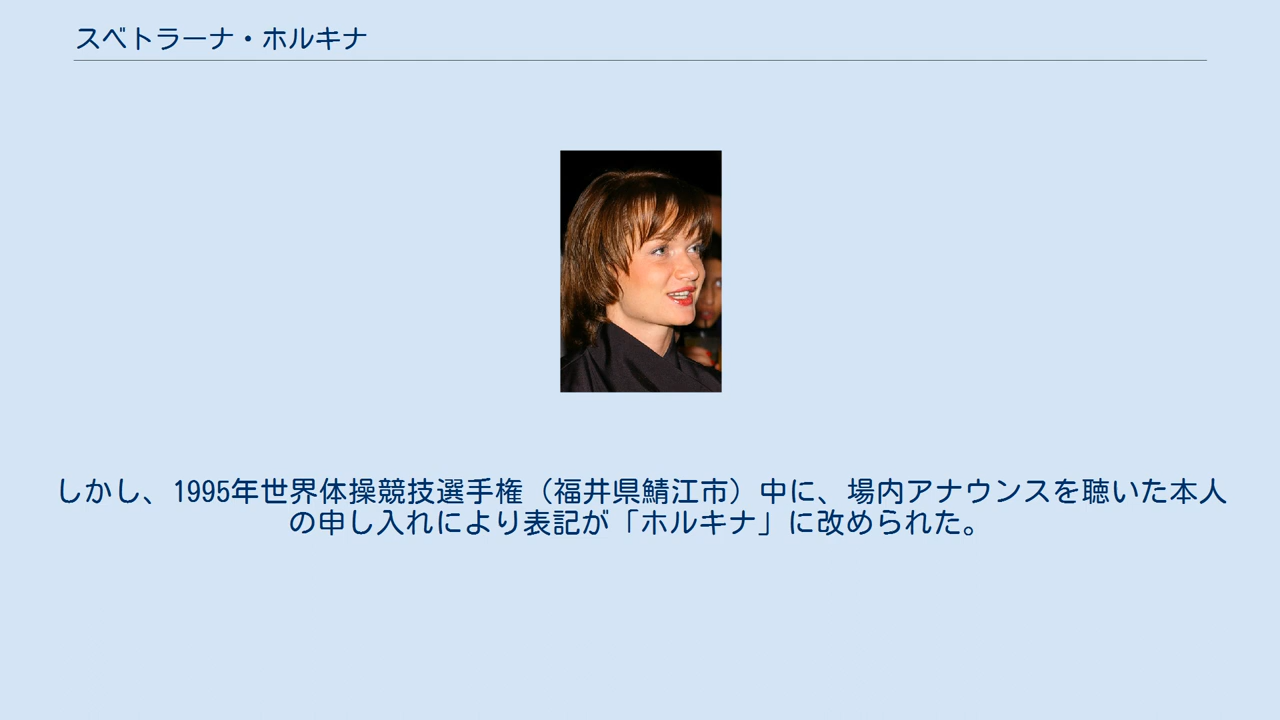 スベトラーナ・ホルキナ
しかし、1995年世界体操競技選手権（福井県鯖江市）中に、場内アナウンスを聴いた本人
の申し入れにより表記が「ホルキナ」に改められた。